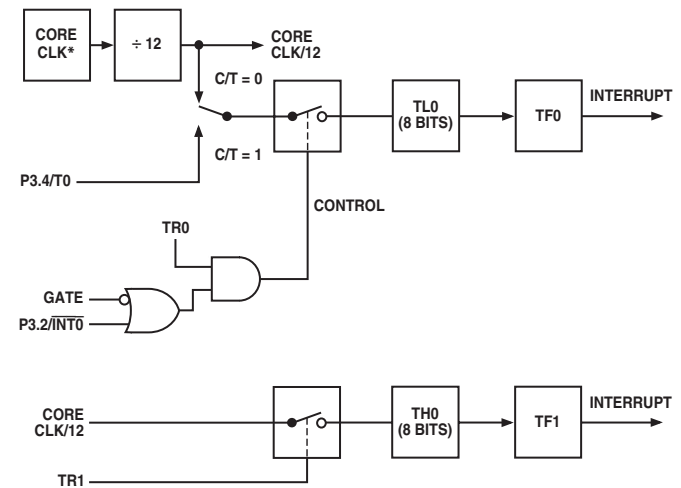 CORE
CLK*
÷ 12
CORE
CLK/12
C/T = 0
C/T = 1
P3.4/T0
TL0
(8 BITS)
TF0
INTERRUPT
CONTROL
TR0
GATE
P3.2/INT0
CORE
CLK/12
TH0
(8 BITS)
TF1
INTERRUPT
TR1